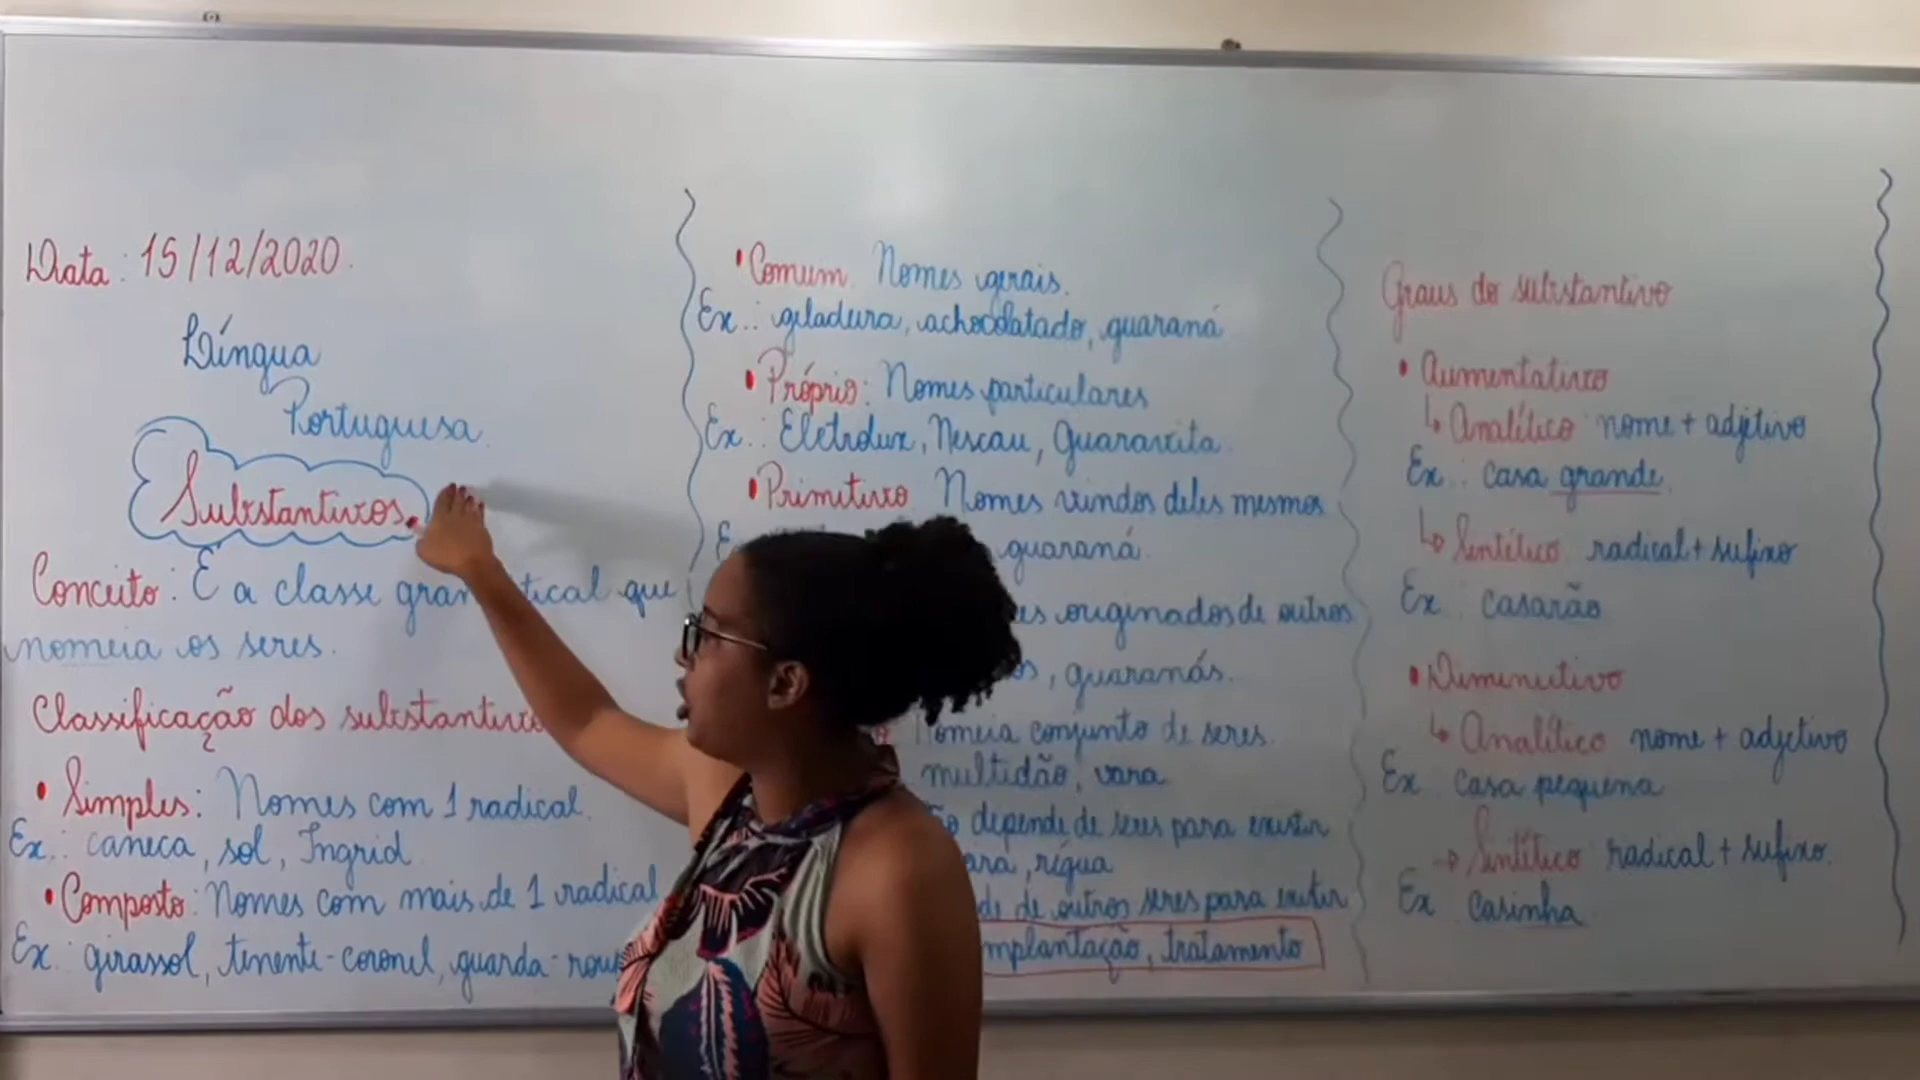 Data: 15/12/2020.
Língua
Portuguesa.
Substantivos.
Conceito: É a classe gramatical que
nomeia os seres.
Classificação dos substantivos
• Simples: Nomes com 1 radical.
Ex.: caneca, sol, Ingrid
• Composto: Nomes com mais de 1 radical
Ex: girassol, tenente-coronel, guarda-roup
• Comum Nomes gerais.
Ex.: geladura, achocolatado, guaraná
• Próprio: Nomes particulares
Ex.: Eletrolux, Nescau, Guaravita.
• Primitivo Nomes vindos deles mesmos
guaraná.
originados de outros
, guaranás.
Nomeia conjunto de seres.
multidão, vara
depende de seres para existir
, régua
de outros seres para existir
mplantação, tratamento
Graus do substantivo
• Aumentativo
↳ Analítico nome + adjetivo
Ex.: casa grande.
↳ Sintético radical + sufixo
Ex.: casarão
• Diminutivo
↳ Analítico nome + adjetivo
Ex casa pequena
→ Sintético radical + sufixo.
Ex casinha